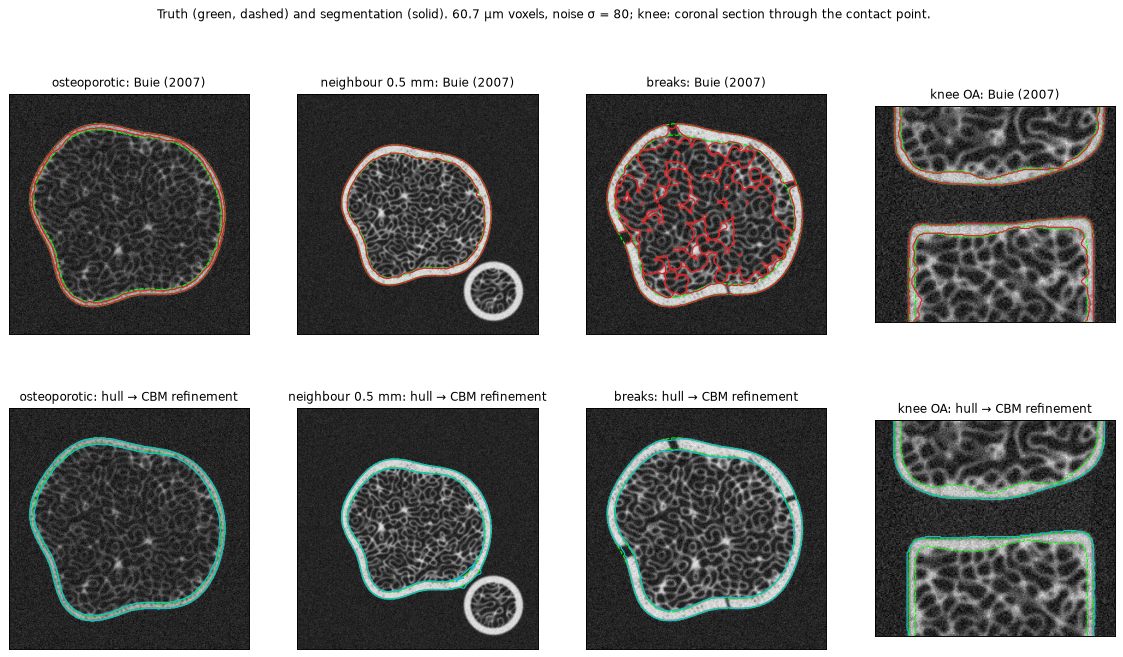 Truth (green, dashed) and segmentation (solid). 60.7 µm voxels, noise σ = 80; knee: coronal section through the contact point.
osteoporotic: Buie (2007)
neighbour 0.5 mm: Buie (2007)
breaks: Buie (2007)
knee OA: Buie (2007)
osteoporotic: hull → CBM refinement
neighbour 0.5 mm: hull → CBM refinement
breaks: hull → CBM refinement
knee OA: hull → CBM refinement